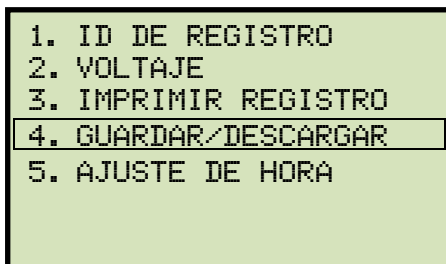 1. ID DE REGISTRO
2. VOLTAJE
3. IMPRIMIR REGISTRO
4. GUARDAR/DESCARGAR
5. AJUSTE DE HORA